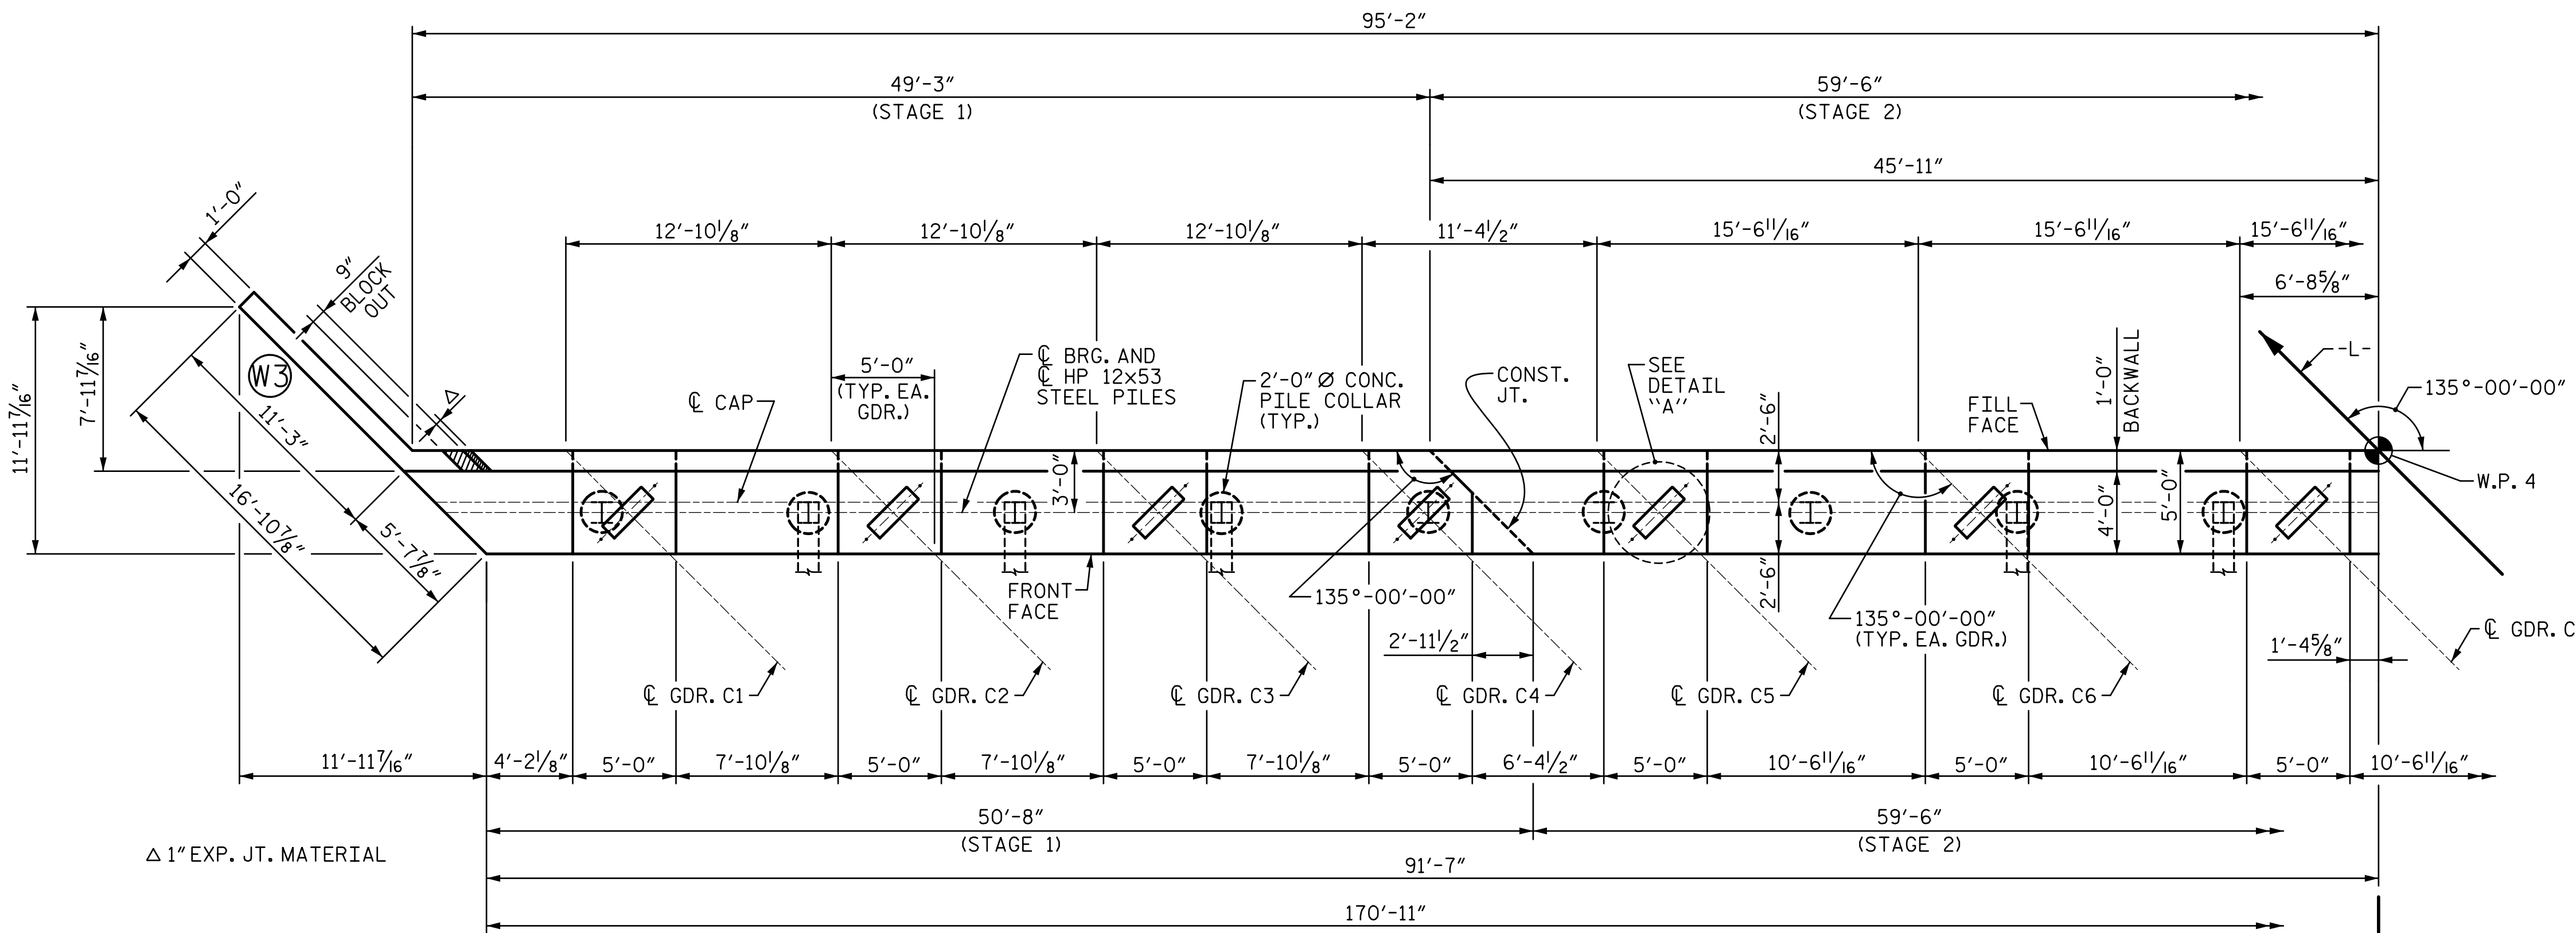 95′-2″
49′-3″
(STAGE 1)
59′-6″
(STAGE 2)
45′-11″
1′-0″
9″
BLOCK
OUT
12′-10 1/8″
12′-10 1/8″
12′-10 1/8″
11′-4 1/2″
15′-6 11/16″
15′-6 11/16″
15′-6 11/16″
6′-8 5/8″
11′-11 7/16″
7′-11 7/16″
W3
11′-3″
16′-10 7/8″
5′-7 7/8″
△
℄ CAP
5′-0″
(TYP. EA.
GDR.)
℄ BRG. AND
℄ HP 12×53
STEEL PILES
2′-0″ Ø CONC.
PILE COLLAR
(TYP.)
CONST.
JT.
SEE
DETAIL
‘‘A’’
FILL
FACE
1′-0″
BACKWALL
-L-
135°-00′-00″
W.P. 4
3′-0″
2′-6″
2′-6″
4′-0″
5′-0″
FRONT
FACE
135°-00′-00″
135°-00′-00″
(TYP. EA. GDR.)
2′-11 1/2″
1′-4 5/8″
℄ GDR. C1
℄ GDR. C2
℄ GDR. C3
℄ GDR. C4
℄ GDR. C5
℄ GDR. C6
℄ GDR. C
11′-11 7/16″
4′-2 1/8″
5′-0″
7′-10 1/8″
5′-0″
7′-10 1/8″
5′-0″
7′-10 1/8″
5′-0″
6′-4 1/2″
5′-0″
10′-6 11/16″
5′-0″
10′-6 11/16″
5′-0″
10′-6 11/16″
50′-8″
(STAGE 1)
59′-6″
(STAGE 2)
△ 1″ EXP. JT. MATERIAL
91′-7″
170′-11″